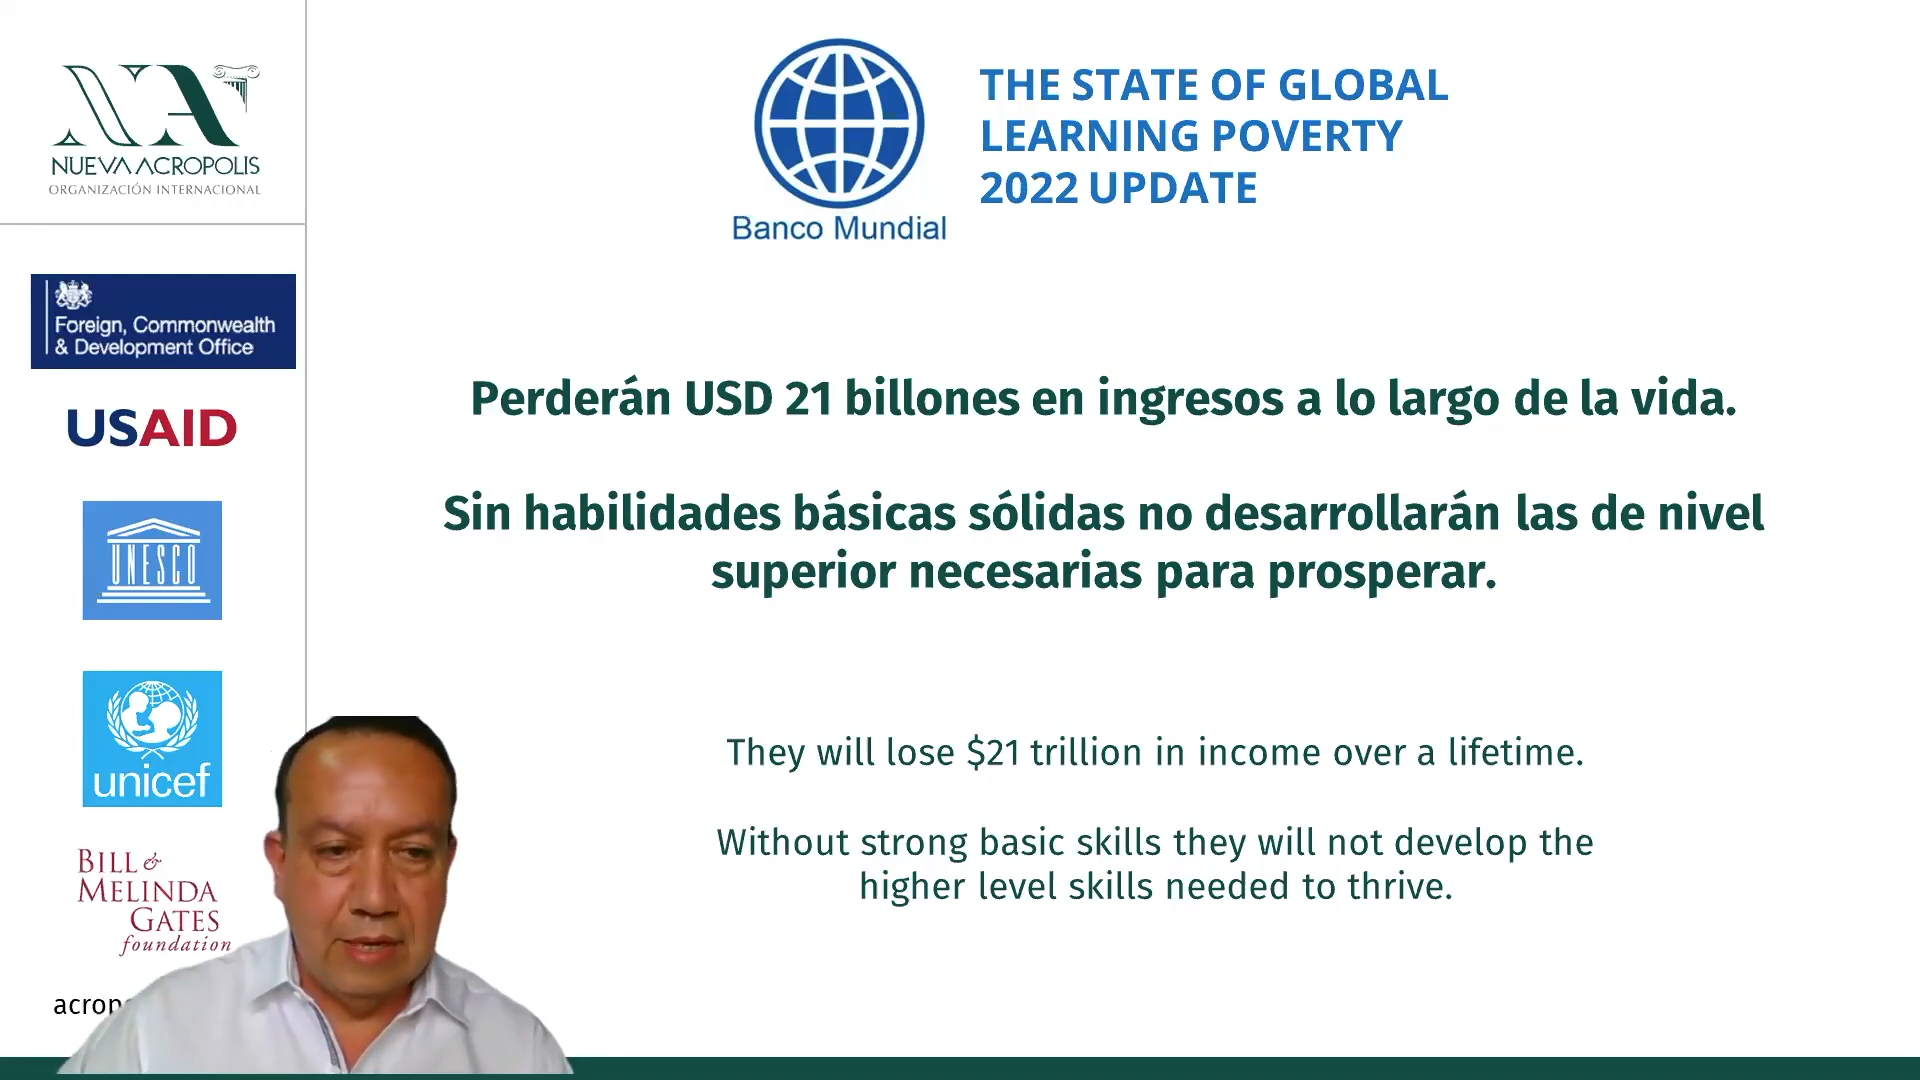 NUEVA ACROPOLIS
ORGANIZACIÓN INTERNACIONAL
Foreign, Commonwealth
& Development Office
USAID
UNESCO
unicef
BILL &
MELINDA
GATES
foundation
Banco Mundial
THE STATE OF GLOBAL
LEARNING POVERTY
2022 UPDATE
Perderán USD 21 billones en ingresos a lo largo de la vida.
Sin habilidades básicas sólidas no desarrollarán las de nivel
superior necesarias para prosperar.
They will lose $21 trillion in income over a lifetime.
Without strong basic skills they will not develop the
higher level skills needed to thrive.